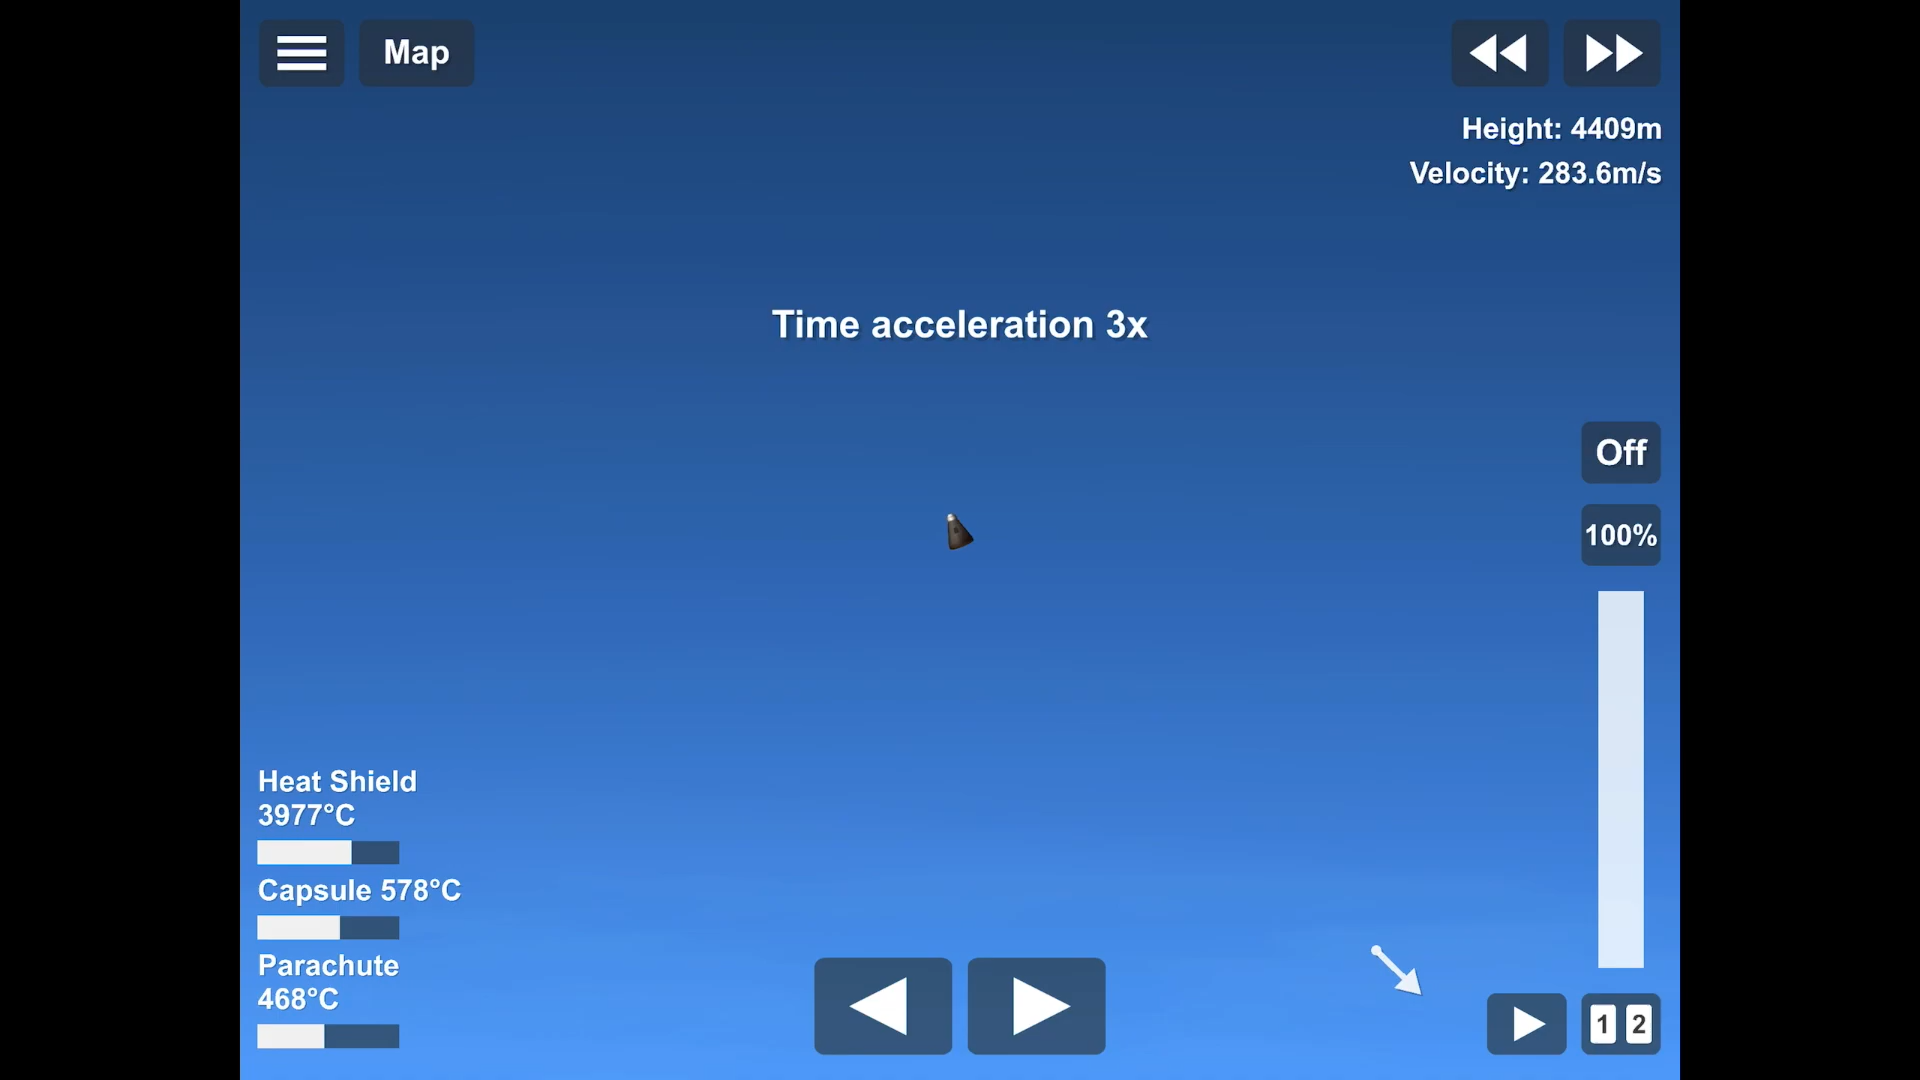 Map
Height: 4409m
Velocity: 283.6m/s
Time acceleration 3x
Off
100%
Heat Shield
3977°C
Capsule 578°C
Parachute
468°C
1 2